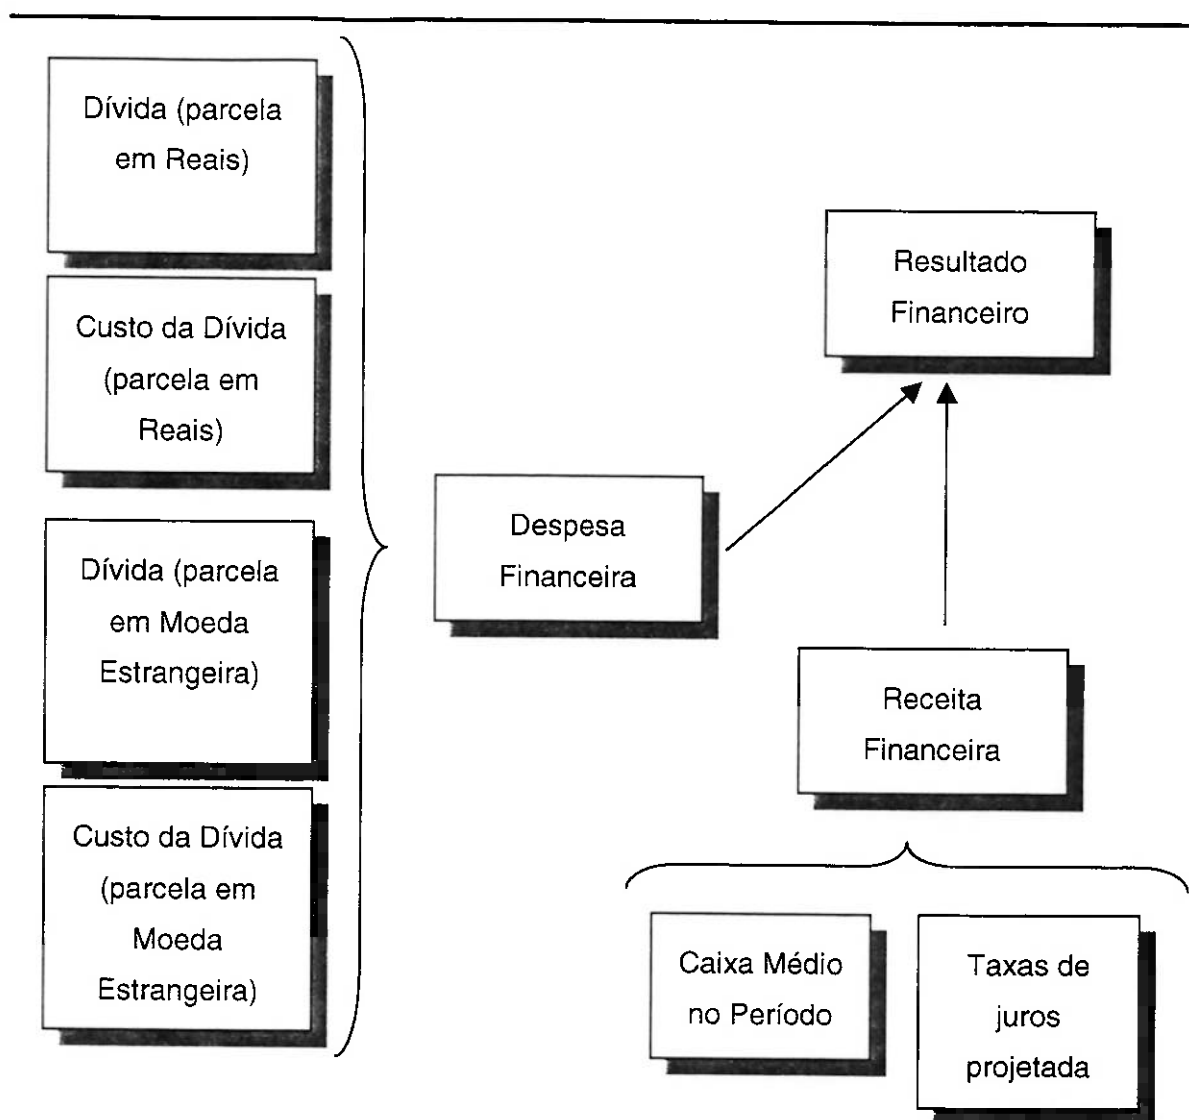 Dívida (parcela
em Reais)
Custo da Dívida
(parcela em
Reais)
Dívida (parcela
em Moeda
Estrangeira)
Custo da Dívida
(parcela em
Moeda
Estrangeira)
Despesa
Financeira
Resultado
Financeiro
Receita
Financeira
Caixa Médio
no Período
Taxas de
juros
projetada